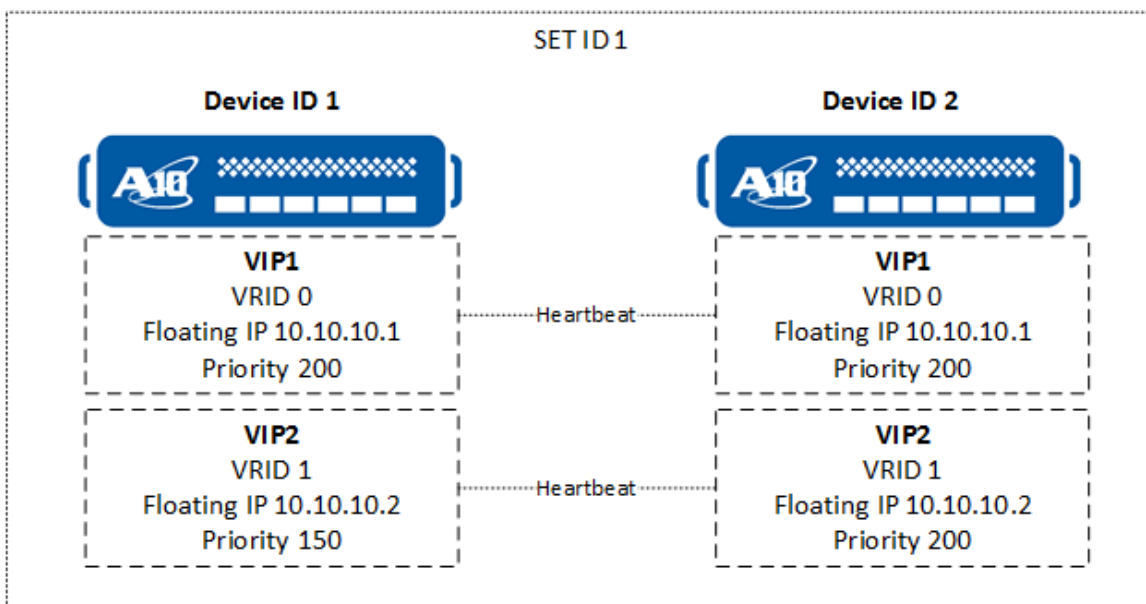 SET ID 1
Device ID 1
Device ID 2
A10
A10
VIP1
VRID 0
Floating IP 10.10.10.1
Priority 200
Heartbeat
VIP1
VRID 0
Floating IP 10.10.10.1
Priority 200
VIP2
VRID 1
Floating IP 10.10.10.2
Priority 150
Heartbeat
VIP2
VRID 1
Floating IP 10.10.10.2
Priority 200